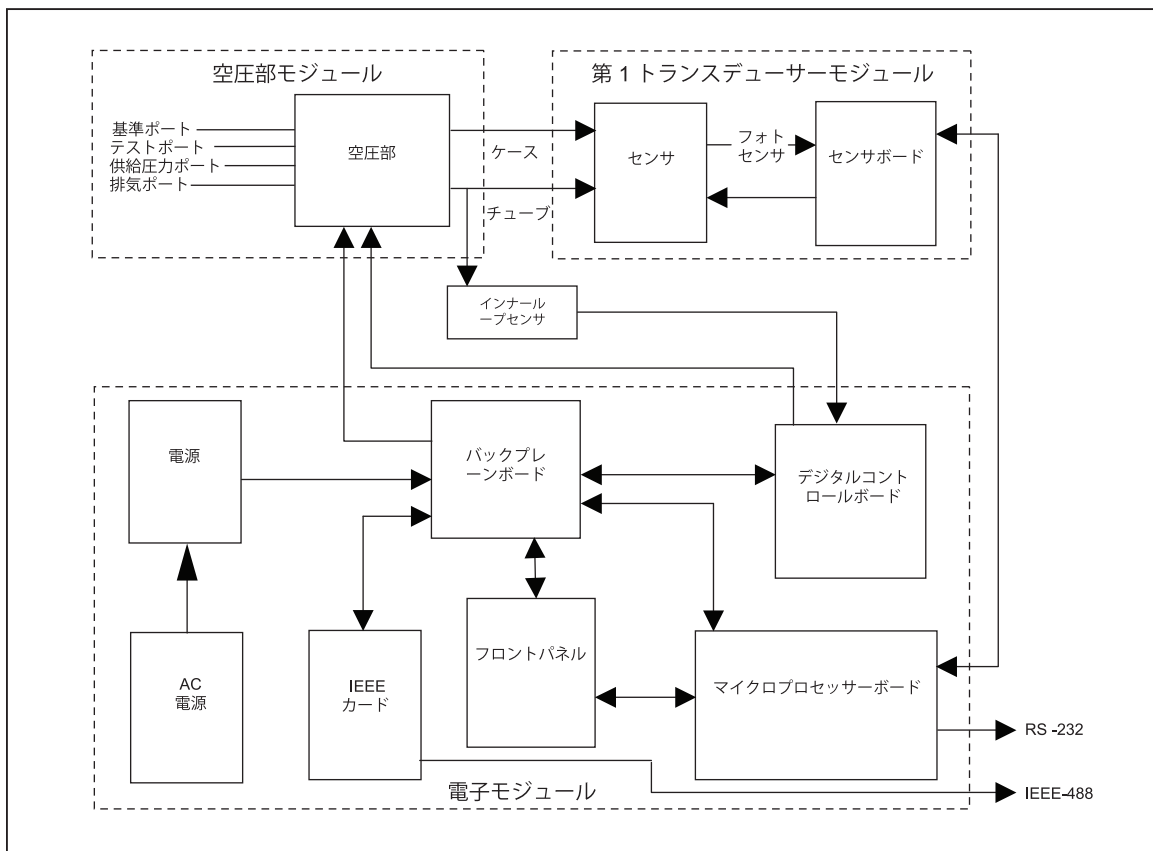 空圧部モジュール
第1トランスデューサーモジュール
基準ポート
テストポート
供給圧力ポート
排気ポート
空圧部
ケース
チューブ
センサ
フォト
センサ
センサボード
インナール
ープセンサ
電源
バックプレ
ーンボード
デジタルコント
ロールボード
AC
電源
IEEE
カード
フロントパネル
マイクロプロセッサーボード
RS -232
IEEE-488
電子モジュール